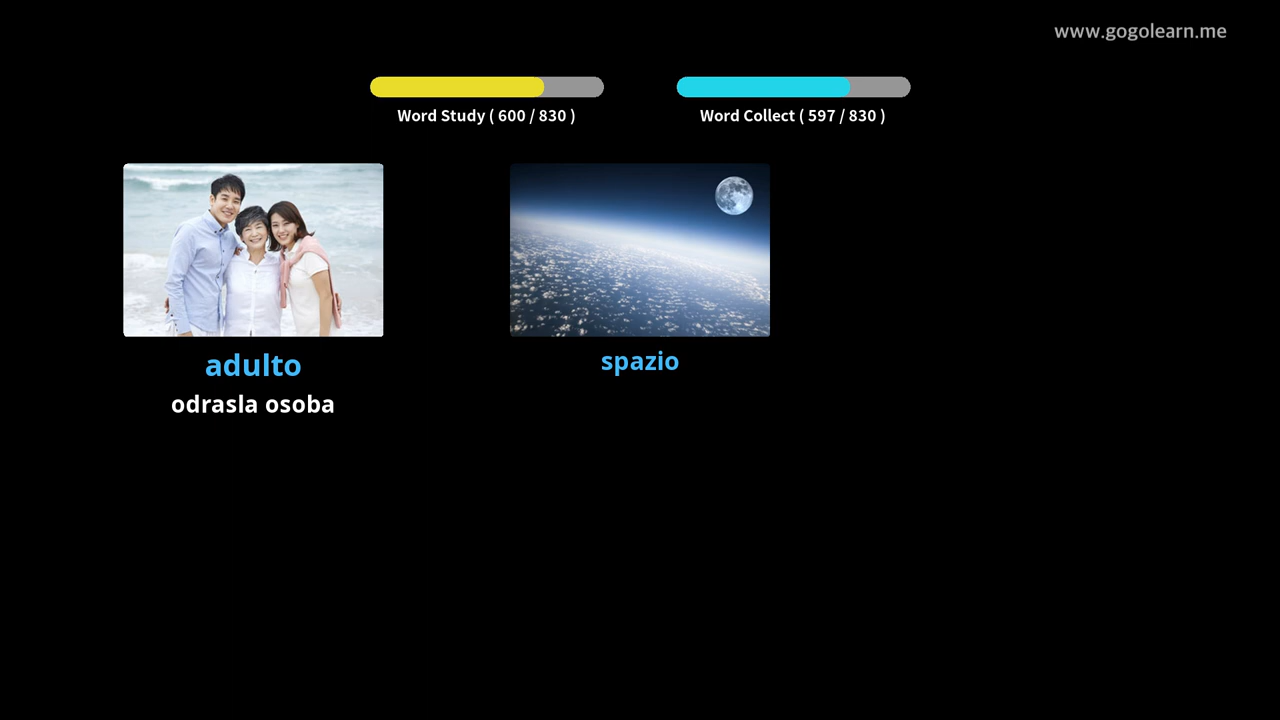 www.gogolearn.me
Word Study ( 600 / 830 )
Word Collect ( 597 / 830 )
adulto
odrasla osoba
spazio